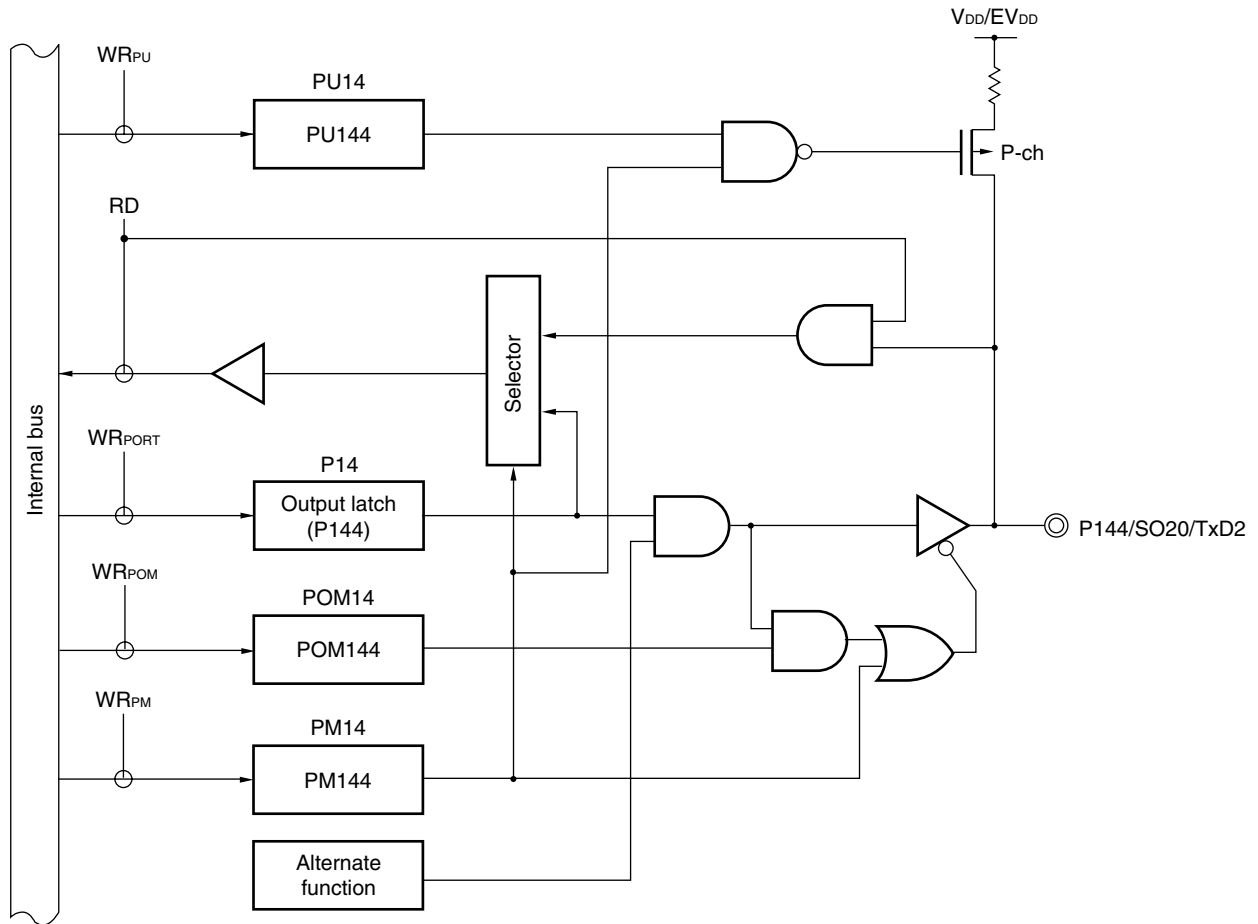 VDD/EVDD
WRPU
PU14
PU144
P-ch
RD
Selector
Internal bus
WRPORT
P14
Output latch
(P144)
P144/SO20/TxD2
WRPOM
POM14
POM144
WRPM
PM14
PM144
Alternate
function